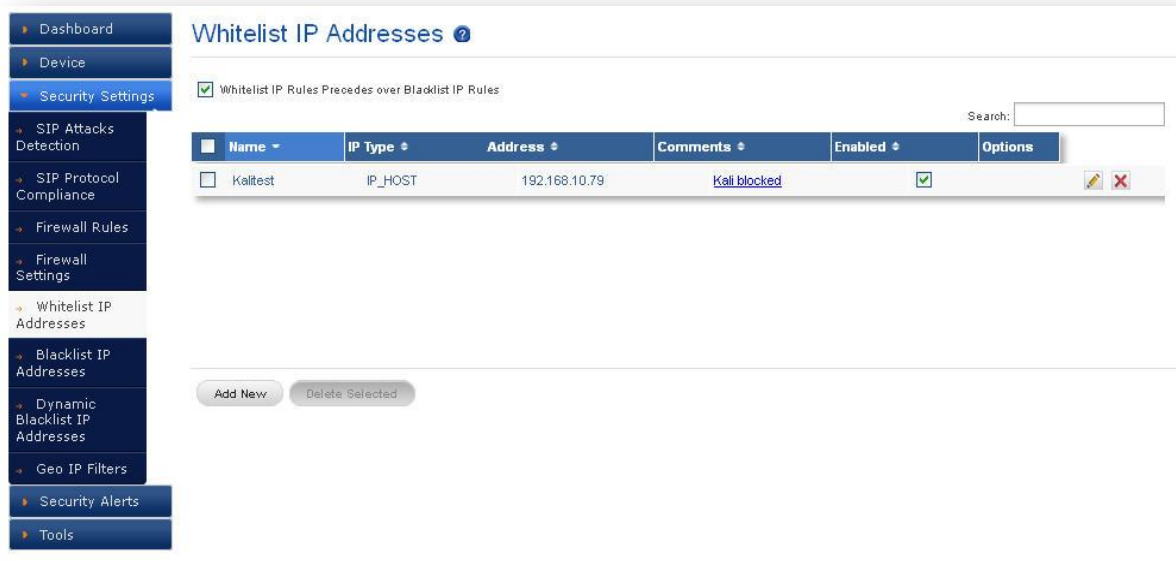 Dashboard
Device
Security Settings
SIP Attacks
Detection
SIP Protocol
Compliance
Firewall Rules
Firewall
Settings
Whitelist IP
Addresses
Blacklist IP
Addresses
Dynamic
Blacklist IP
Addresses
Geo IP Filters
Security Alerts
Tools
Whitelist IP Addresses ?
Whitelist IP Rules Precedes over Blacklist IP Rules
Search:
Name IP Type Address Comments Enabled Options
Kalitest IP_HOST 192.168.10.79 Kali blocked
Add New Delete Selected